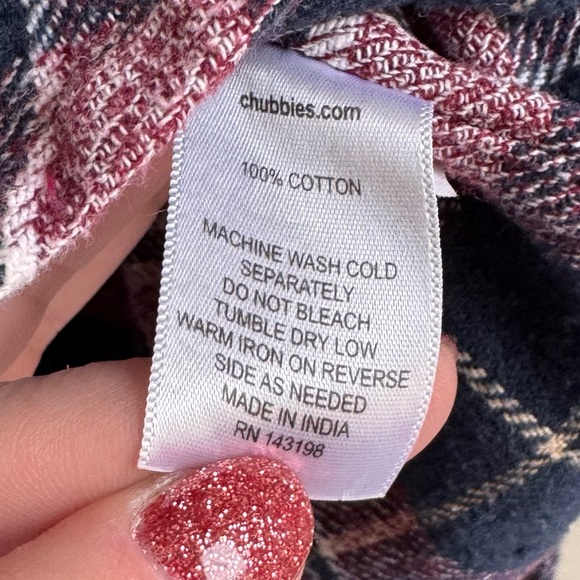 chubbies.com
100% COTTON
MACHINE WASH COLD
SEPARATELY
DO NOT BLEACH
TUMBLE DRY LOW
WARM IRON ON REVERSE
SIDE AS NEEDED
MADE IN INDIA
RN 143198